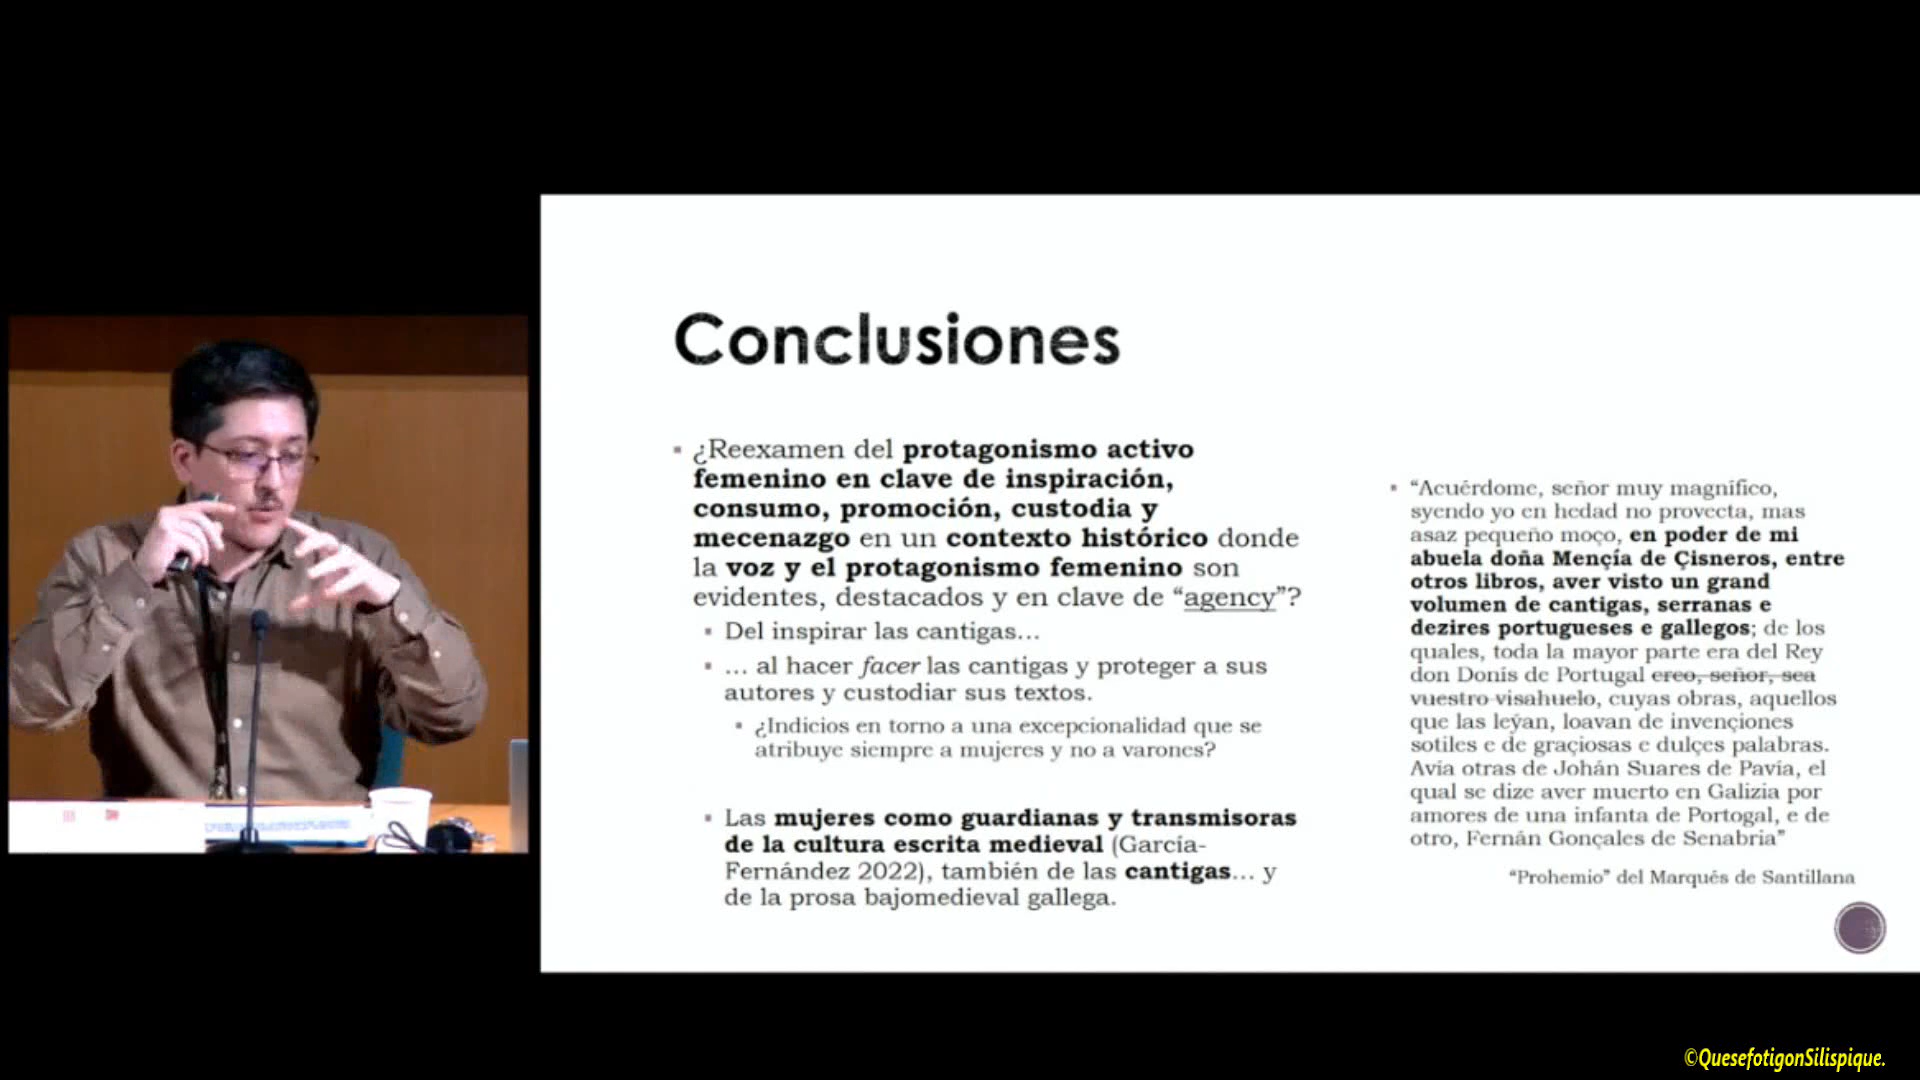 Conclusiones
¿Reexamen del protagonismo activo
femenino en clave de inspiración,
consumo, promoción, custodia y
mecenazgo en un contexto histórico donde
la voz y el protagonismo femenino son
evidentes, destacados y en clave de “agency”?
Del inspirar las cantigas...
... al hacer facer las cantigas y proteger a sus
autores y custodiar sus textos.
¿Indicios en torno a una excepcionalidad que se
atribuye siempre a mujeres y no a varones?
Las mujeres como guardianas y transmisoras
de la cultura escrita medieval (García-
Fernández 2022), también de las cantigas... y
de la prosa bajomedieval gallega.
“Acuérdome, señor muy magnífico,
syendo yo en hedad no provecta, mas
asaz pequeño moço, en poder de mi
abuela doña Mençía de Çisneros, entre
otros libros, aver visto un grand
volumen de cantigas, serranas e
dezires portugueses e gallegos; de los
quales, toda la mayor parte era del Rey
don Donís de Portugal creo, señor, sea
vuestro visahuelo, cuyas obras, aquellos
que las leýan, loavan de invençiones
sotiles e de graçiosas e dulçes palabras.
Avía otras de Johán Suares de Pavía, el
qual se dize aver muerto en Galizia por
amores de una infanta de Portogal, e de
otro, Fernán Gonçales de Senabria”
“Prohemio” del Marqués de Santillana
©QuesefotigonSilispique.